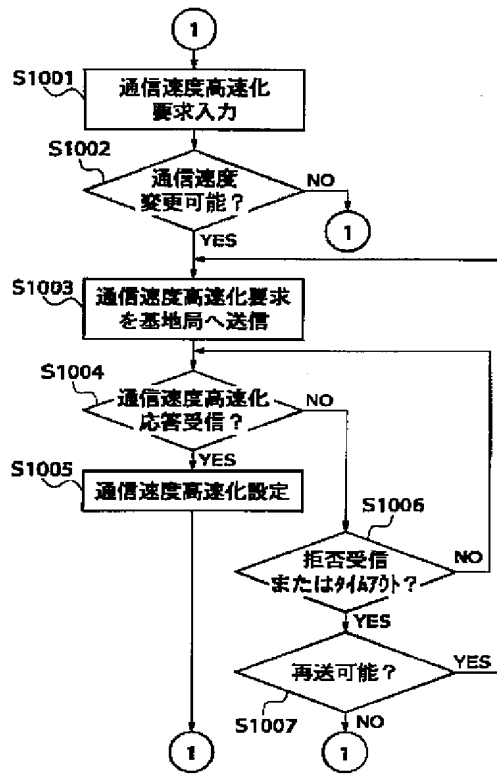 1
S1001
通信速度高速化
要求入力
S1002
通信速度
変更可能?
NO
1
YES
S1003
通信速度高速化要求
を基地局へ送信
S1004
通信速度高速化
応答受信?
NO
YES
S1005
通信速度高速化設定
S1006
拒否受信
またはタイムアウト?
NO
YES
再送可能?
YES
S1007
NO
1
1